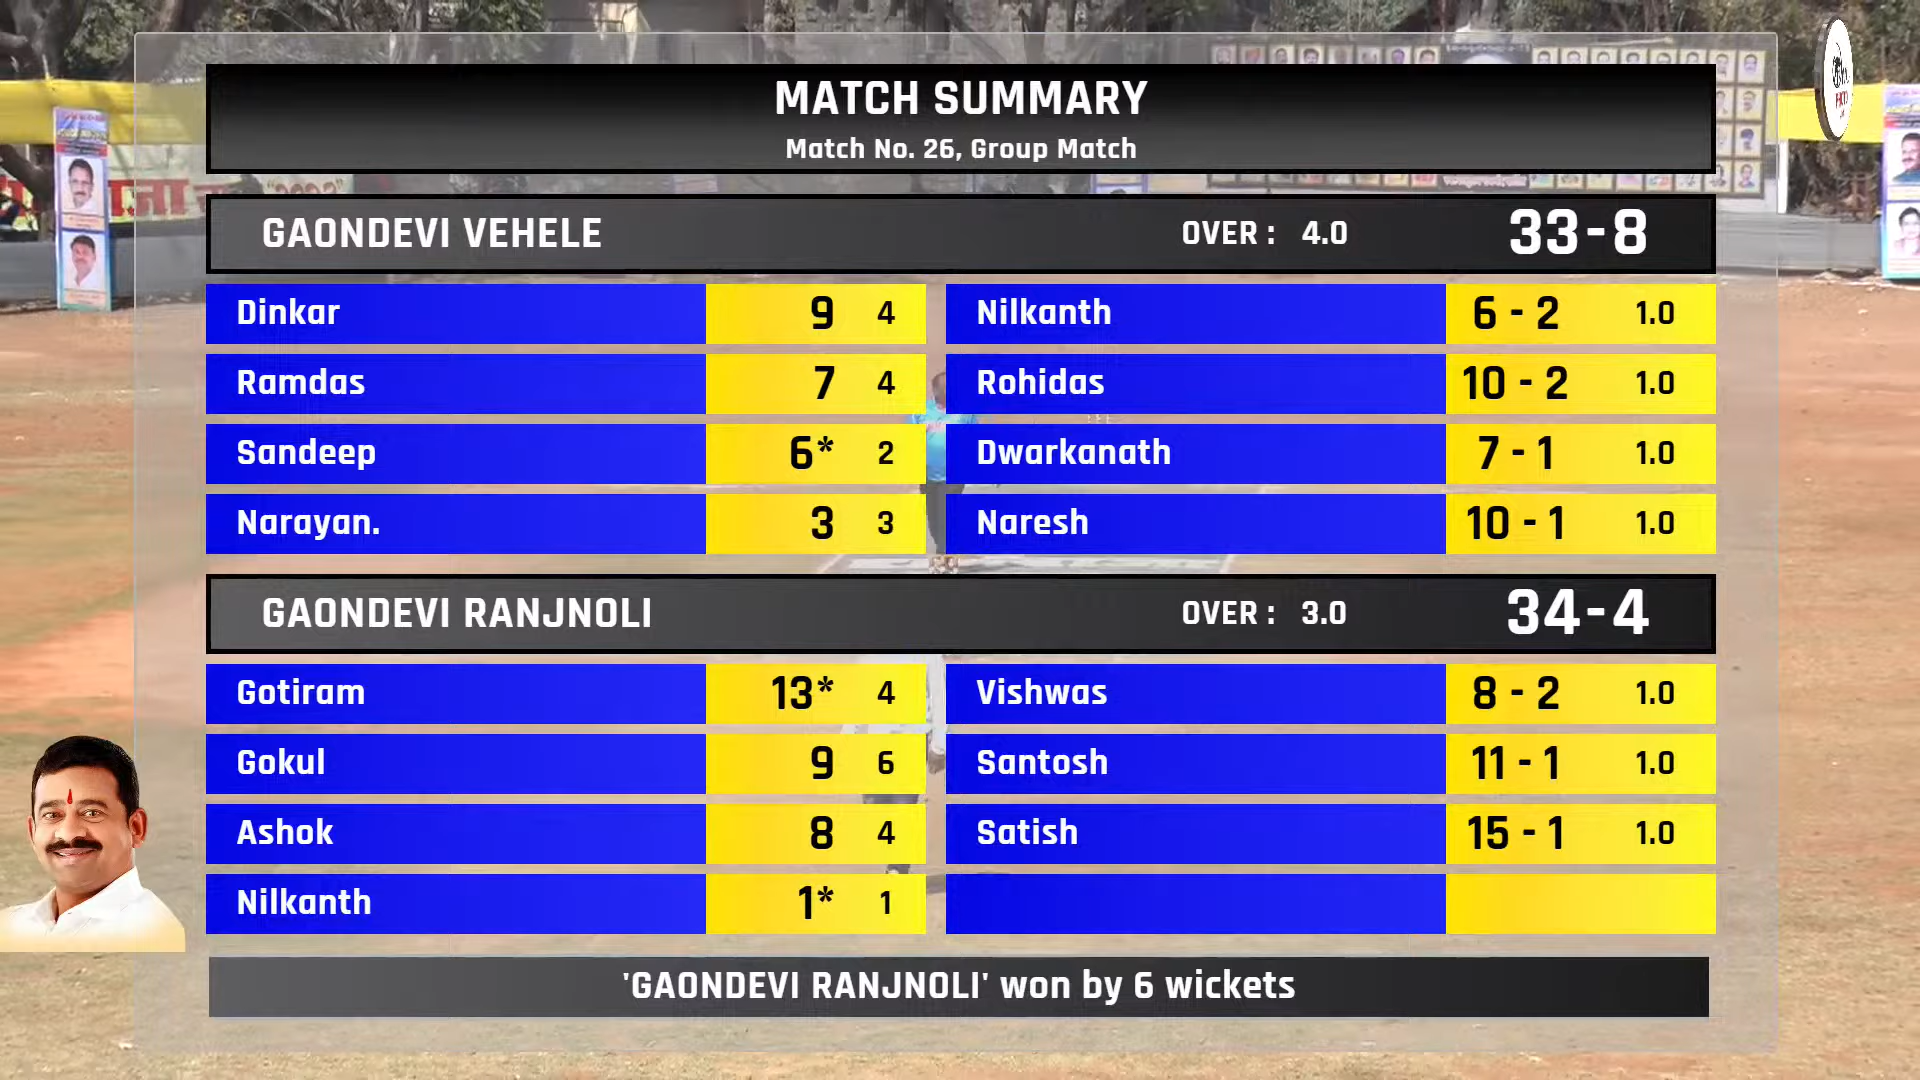 MATCH SUMMARY
Match No. 26, Group Match
GAONDEVI VEHELE OVER : 4.0 33-8
Dinkar 9 4 Nilkanth 6 - 2 1.0
Ramdas 7 4 Rohidas 10 - 2 1.0
Sandeep 6* 2 Dwarkanath 7 - 1 1.0
Narayan. 3 3 Naresh 10 - 1 1.0
GAONDEVI RANJNOLI OVER : 3.0 34-4
Gotiram 13* 4 Vishwas 8 - 2 1.0
Gokul 9 6 Santosh 11 - 1 1.0
Ashok 8 4 Satish 15 - 1 1.0
Nilkanth 1* 1
'GAONDEVI RANJNOLI' won by 6 wickets